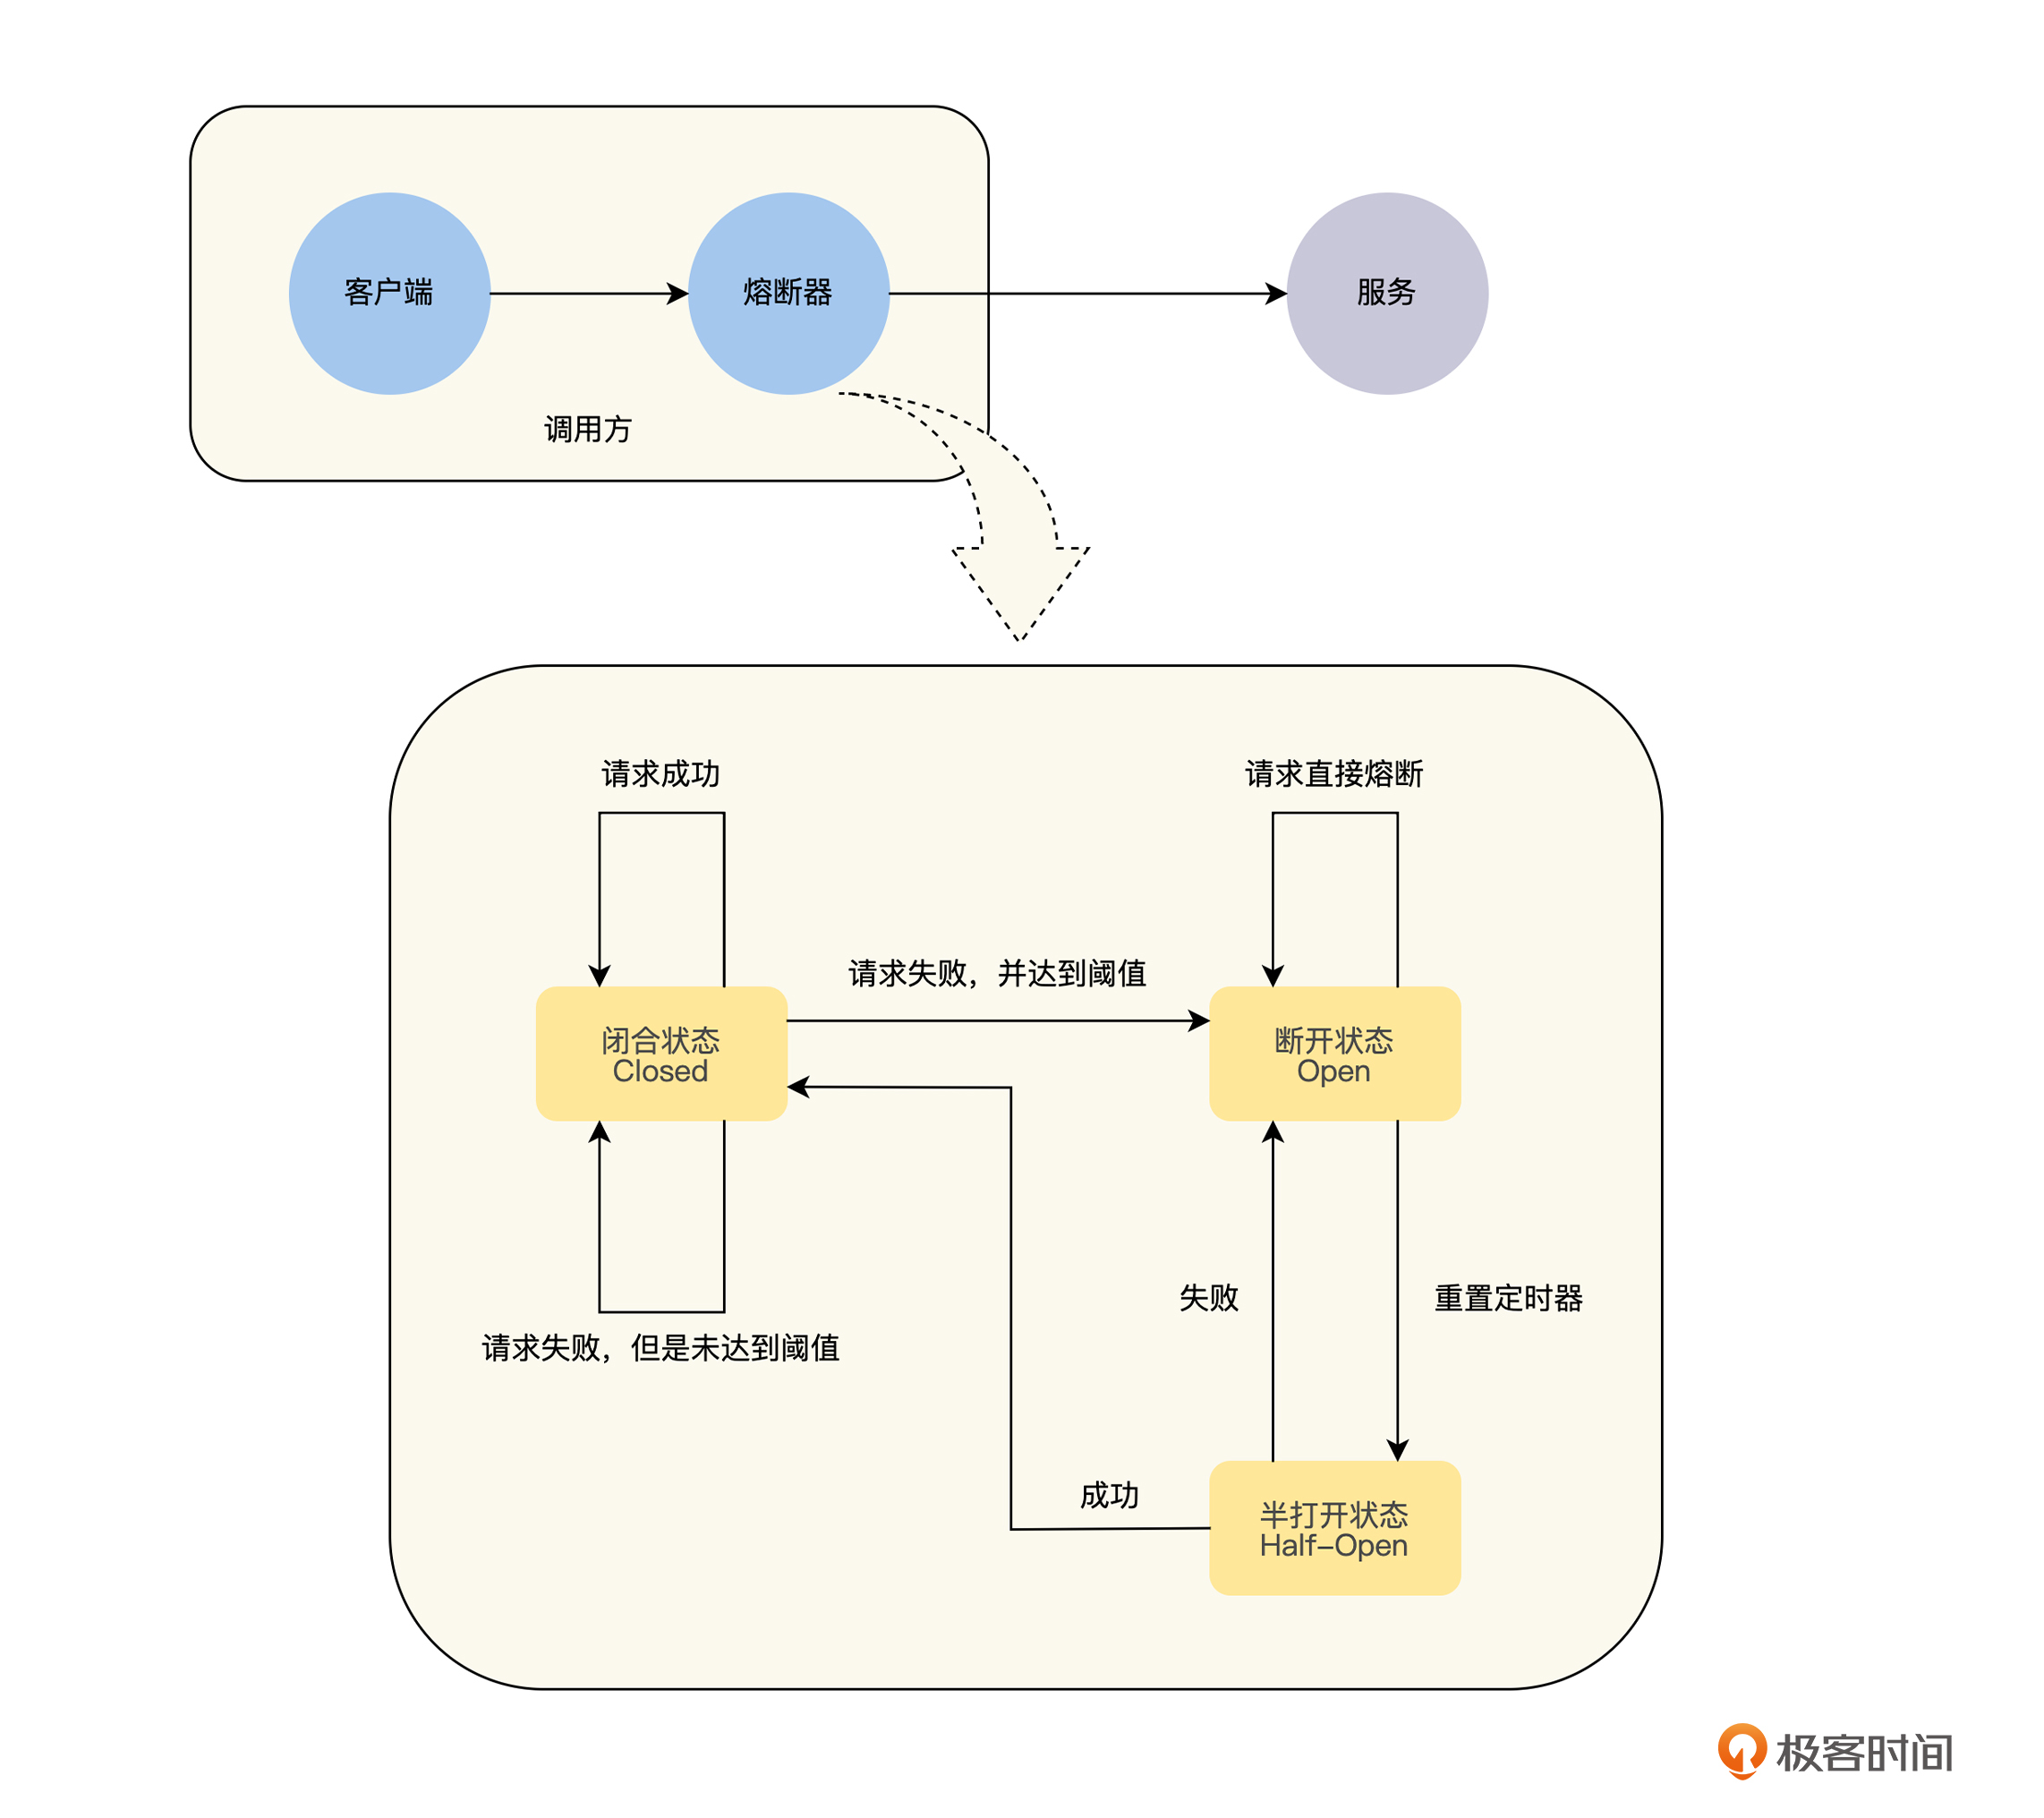 客户端
熔断器
服务
调用方
请求成功
请求直接熔断
请求失败，并达到阈值
闭合状态
Closed
断开状态
Open
失败
重置定时器
请求失败，但是未达到阈值
成功
半打开状态
Half-Open
极客时间